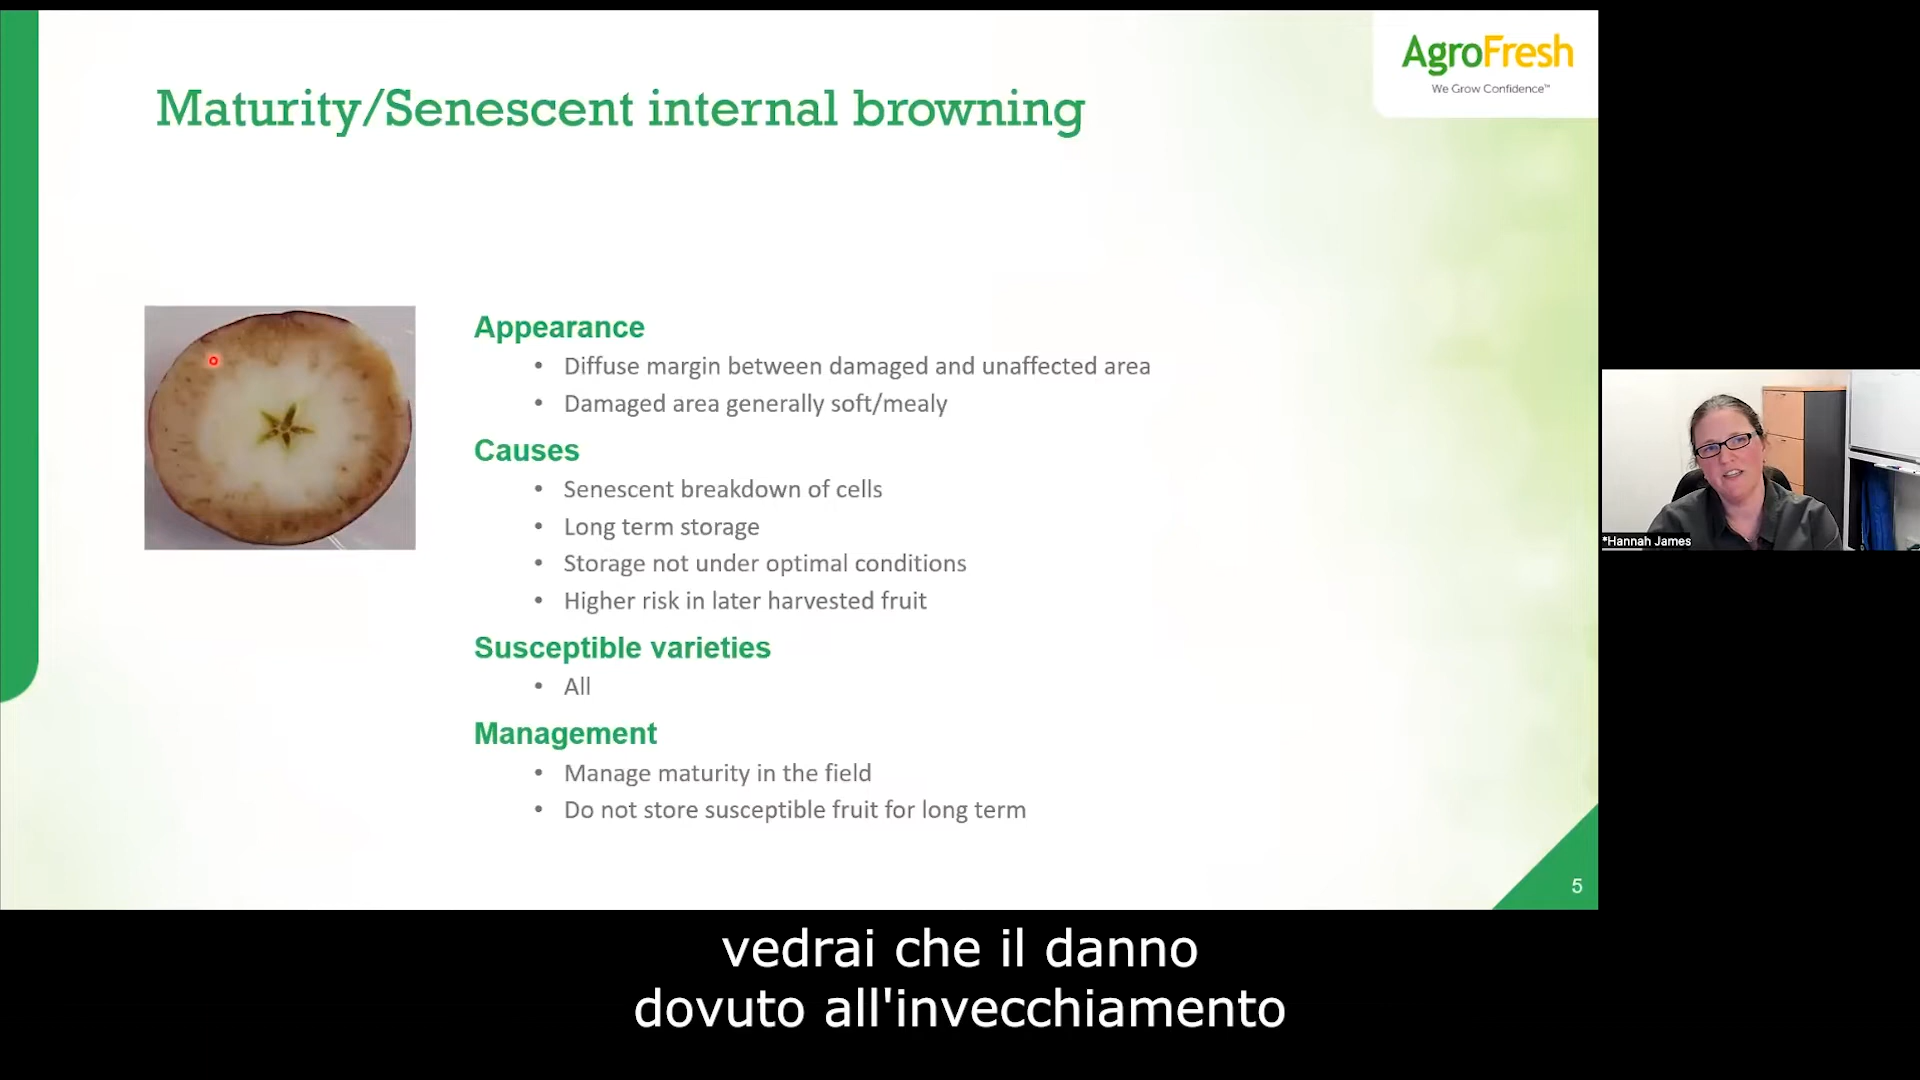 AgroFresh
We Grow Confidence™
Maturity/Senescent internal browning
Appearance
• Diffuse margin between damaged and unaffected area
• Damaged area generally soft/mealy
Causes
• Senescent breakdown of cells
• Long term storage
• Storage not under optimal conditions
• Higher risk in later harvested fruit
Susceptible varieties
• All
Management
• Manage maturity in the field
• Do not store susceptible fruit for long term
5
*Hannah James
vedrai che il danno
dovuto all'invecchiamento